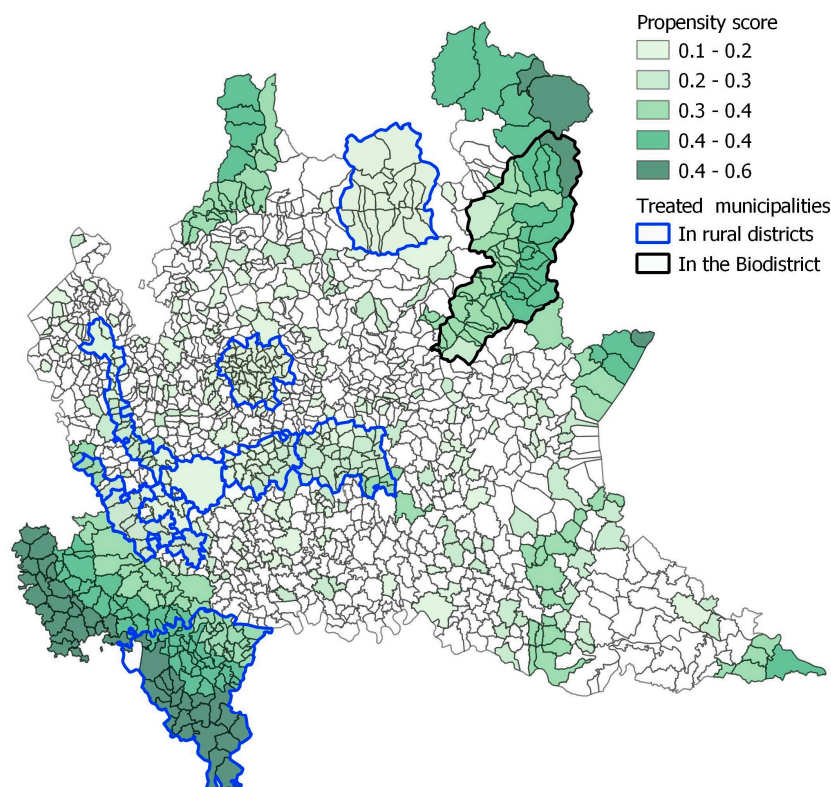 Propensity score
0.1 - 0.2
0.2 - 0.3
0.3 - 0.4
0.4 - 0.4
0.4 - 0.6
Treated municipalities
In rural districts
In the Biodistrict